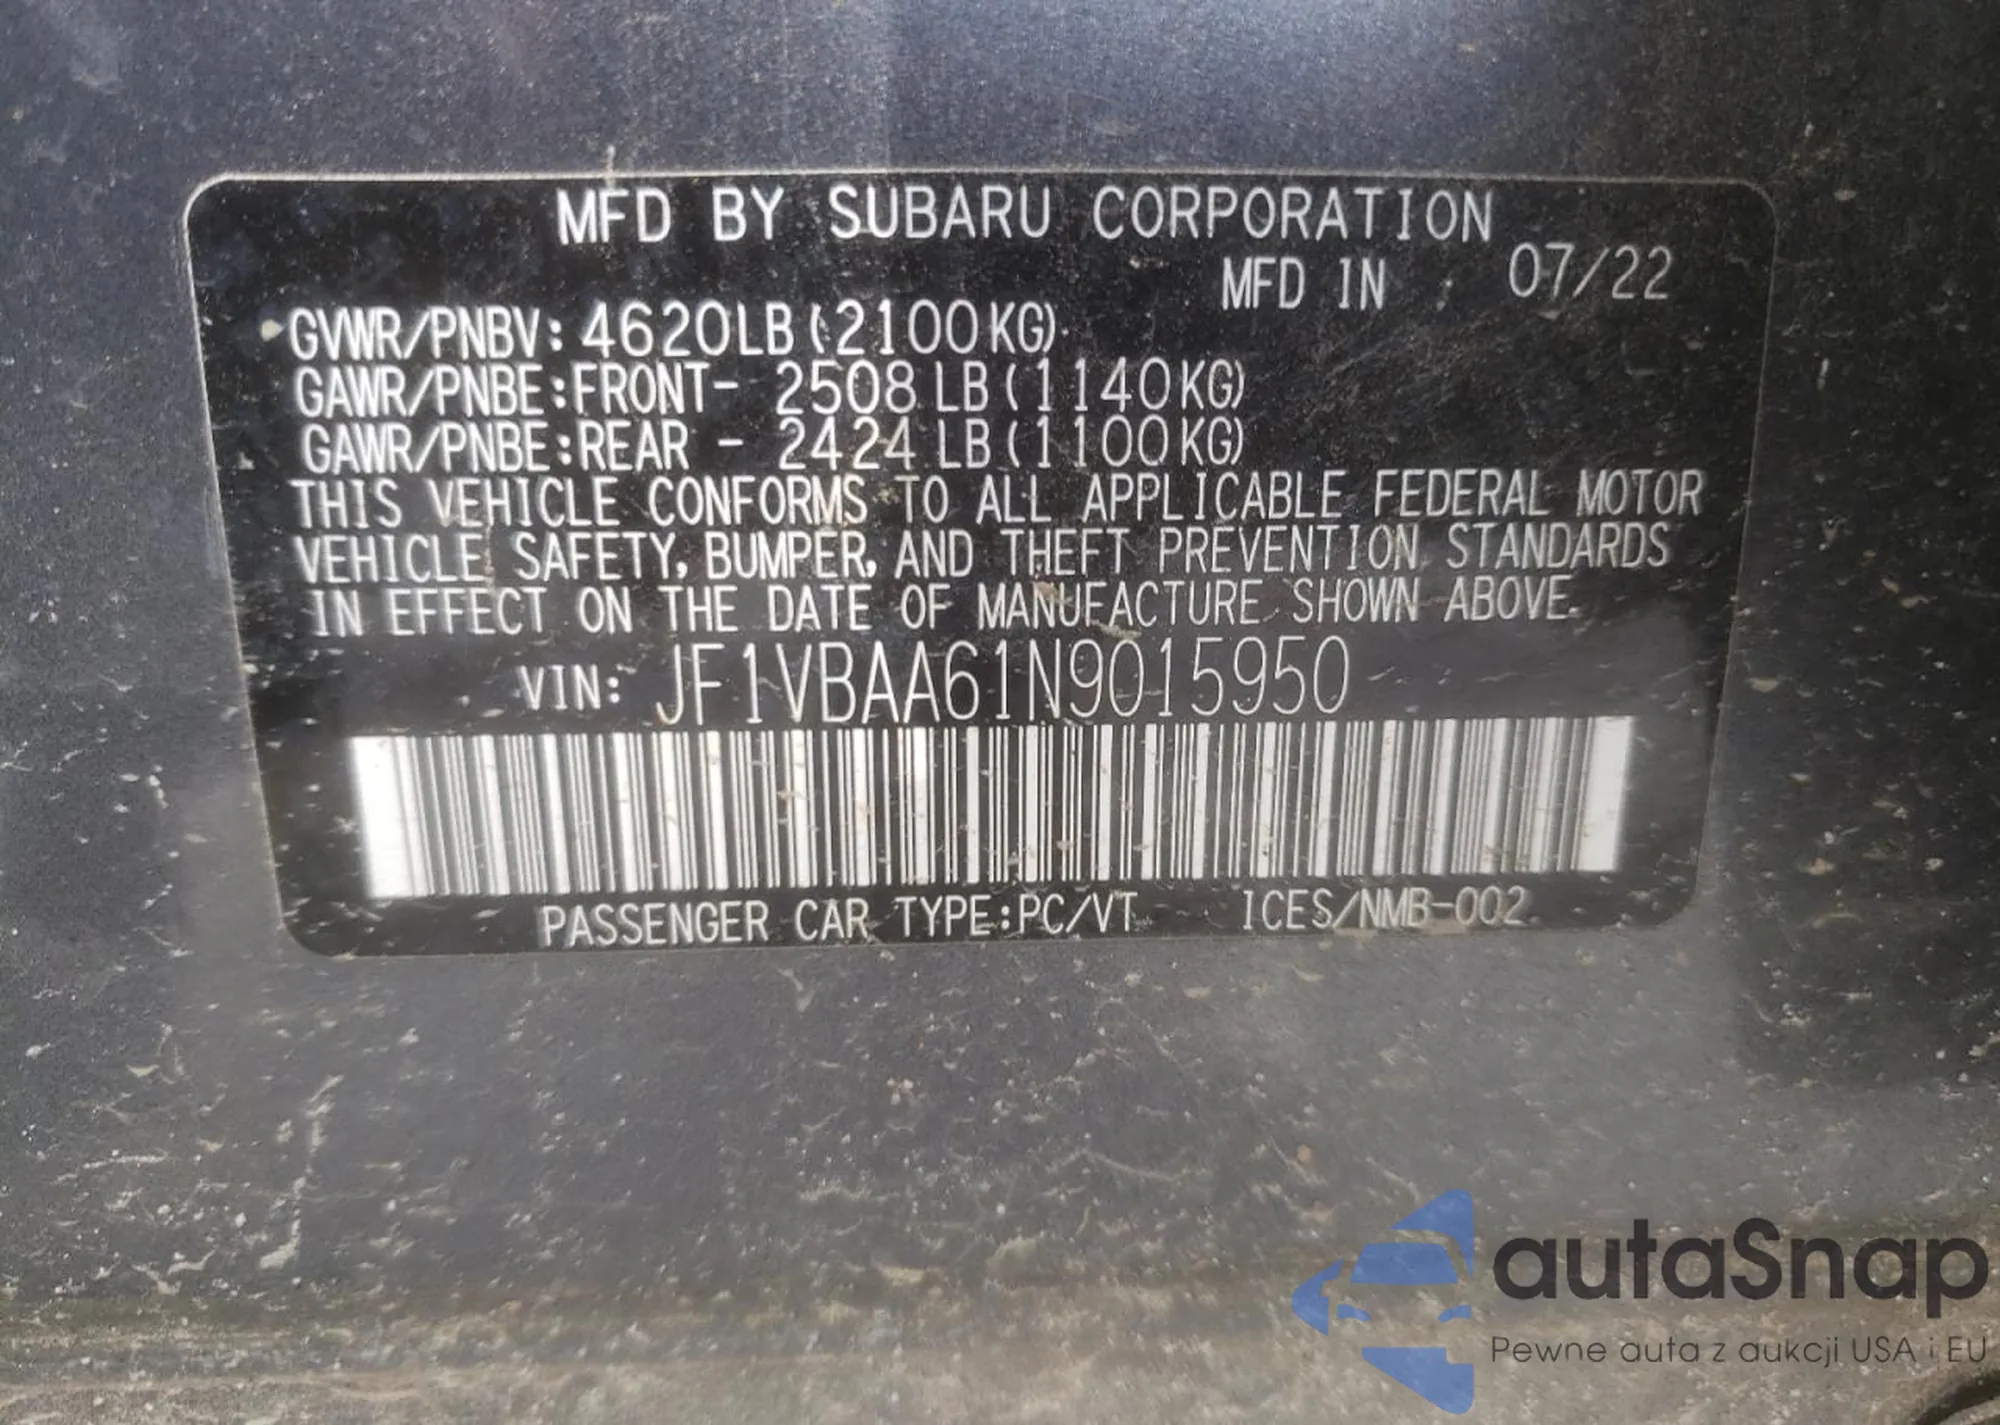 MFD BY SUBARU CORPORATION
MFD IN 07/22
GVWR/PNBV: 4620LB (2100KG)
GAWR/PNBE:FRONT- 2508 LB (1140KG)
GAWR/PNBE:REAR - 2424 LB (1100KG)
THIS VEHICLE CONFORMS TO ALL APPLICABLE FEDERAL MOTOR
VEHICLE SAFETY, BUMPER, AND THEFT PREVENTION STANDARDS
IN EFFECT ON THE DATE OF MANUFACTURE SHOWN ABOVE.
VIN: JF1VBAA61N9015950
PASSENGER CAR TYPE:PC/VT ICES/NMB-002
autaSnap
Pewne auta z aukcji USA i EU